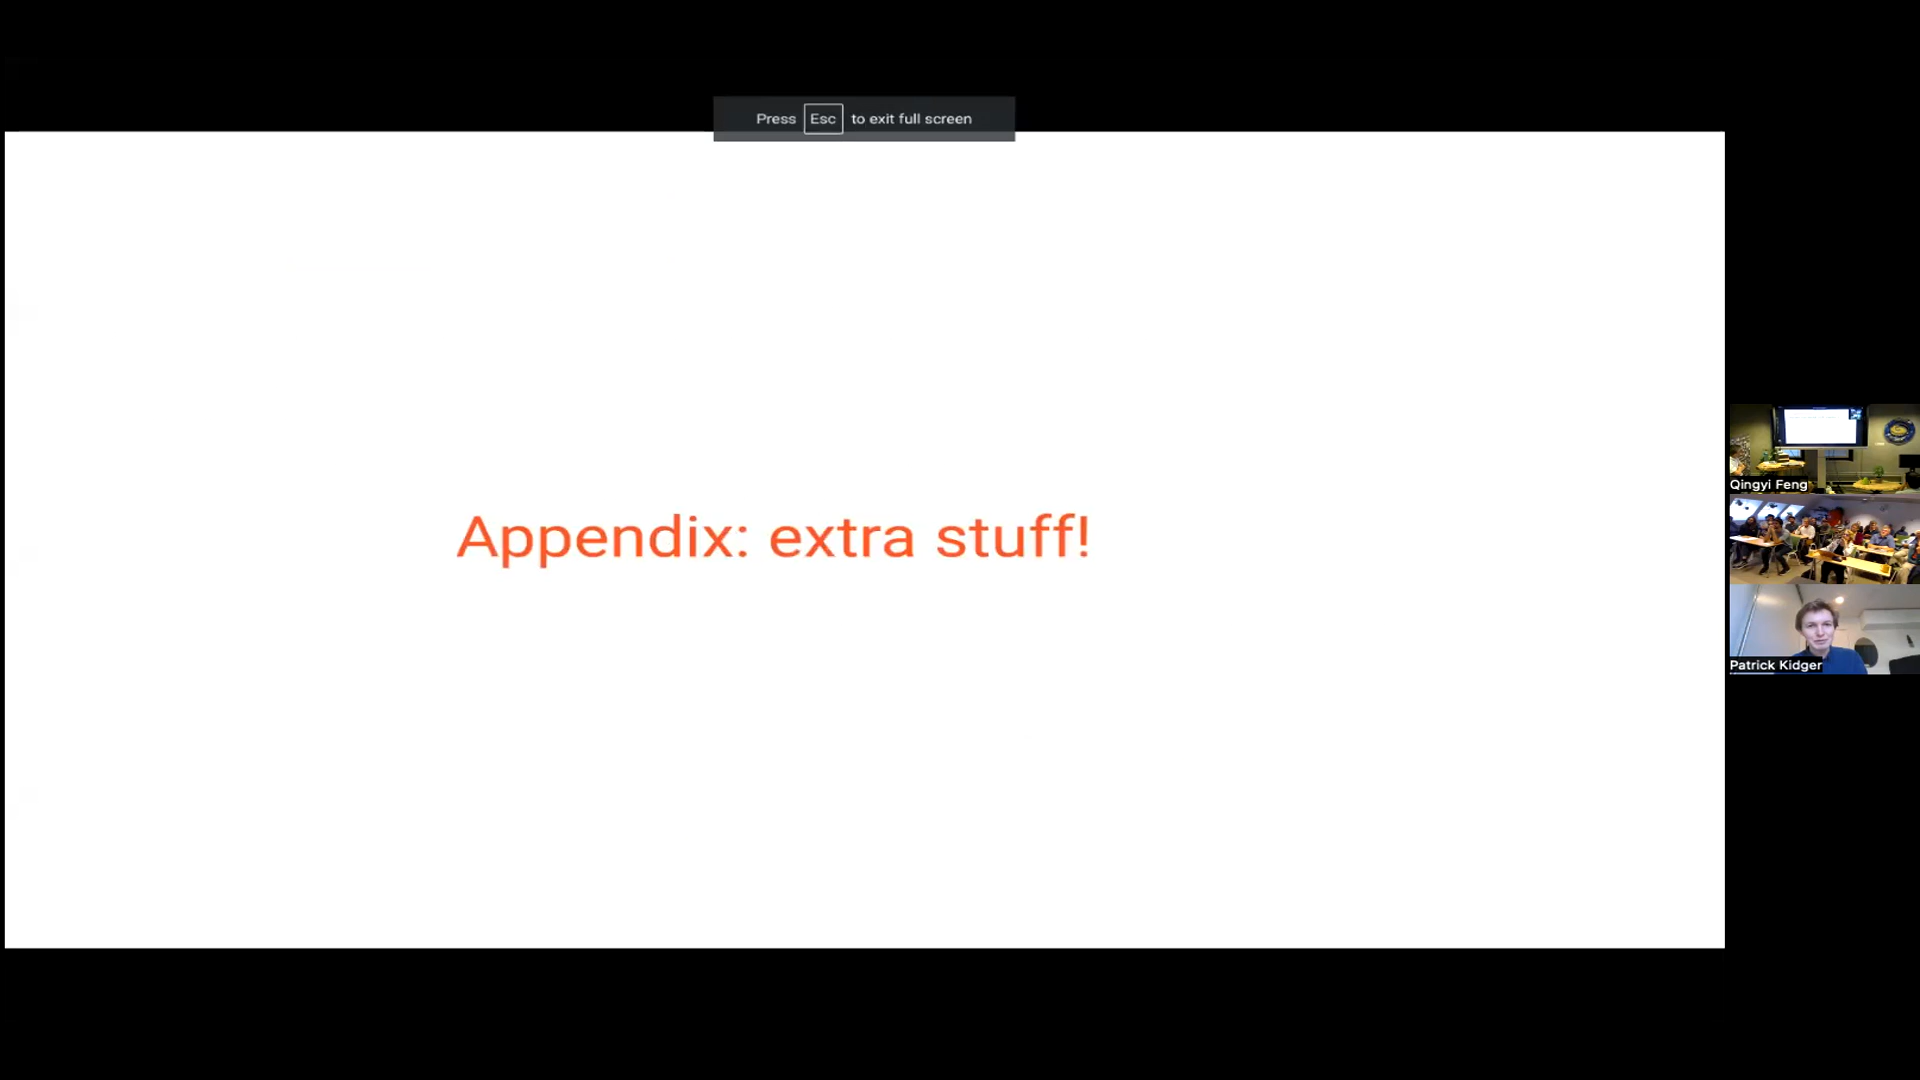 Press Esc to exit full screen
Appendix: extra stuff!
Qingyi Feng
Patrick Kidger